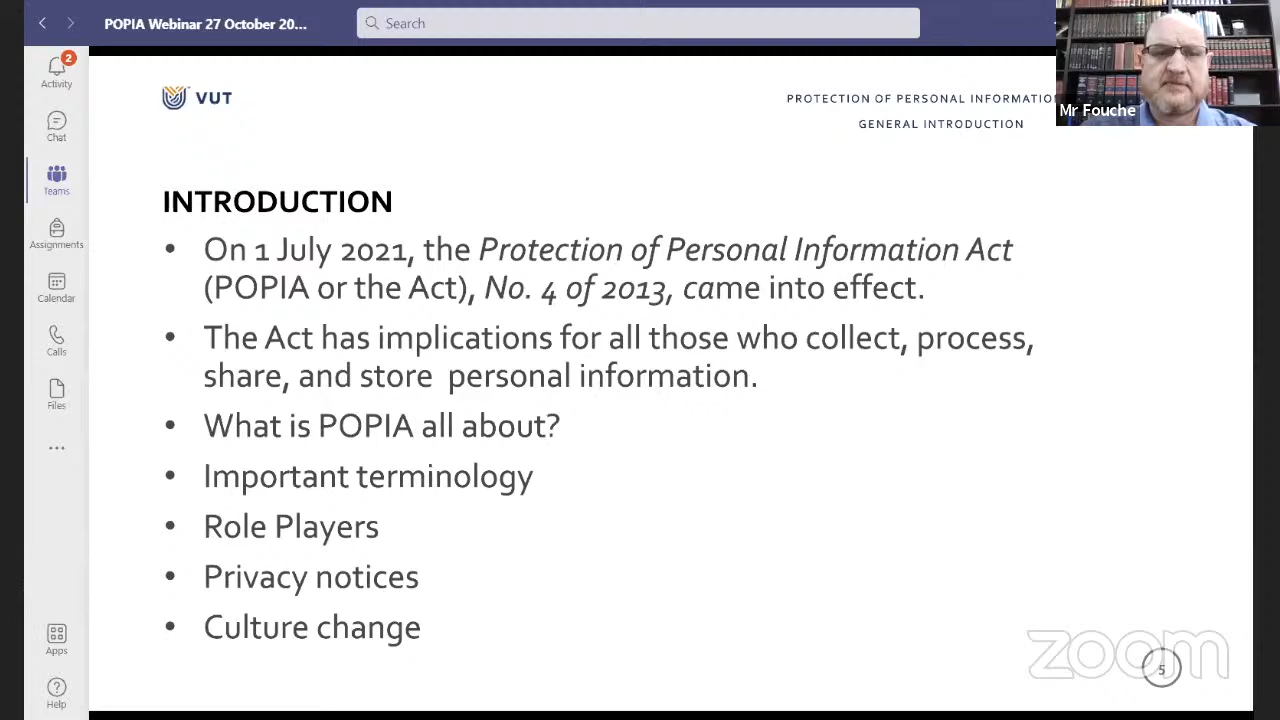 POPIA Webinar 27 October 20...
Search
2
Activity
Chat
Teams
Assignments
Calendar
Calls
Files
...
Apps
Help
VUT
PROTECTION OF PERSONAL INFORMATIO
GENERAL INTRODUCTION
Mr Fouche
INTRODUCTION
• On 1 July 2021, the Protection of Personal Information Act
(POPIA or the Act), No. 4 of 2013, came into effect.
• The Act has implications for all those who collect, process,
share, and store personal information.
• What is POPIA all about?
• Important terminology
• Role Players
• Privacy notices
• Culture change
zoom
5